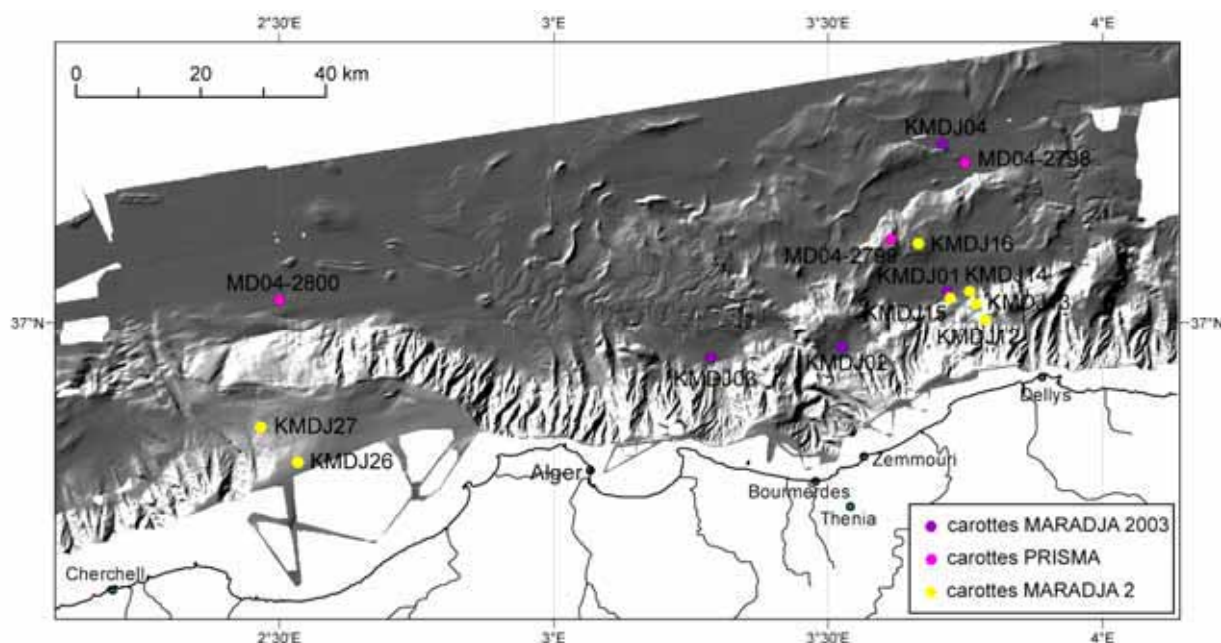 2°30'E 3°E 3°30'E 4°E
0 20 40 km
KMDJ04
MD04-2798
KMDJ16
MD04-2799
KMDJ01 KMDJ14
MD04-2800
KMDJ15
37°N 37°N
KMDJ12
KMDJ02
KMDJ03
Dellys
KMDJ27
KMDJ26
Zemmouri
Alger
Boumerdes
Thenia
carottes MARADJA 2003
carottes PRISMA
Cherchell
carottes MARADJA 2
2°30'E 3°E 3°30'E 4°E